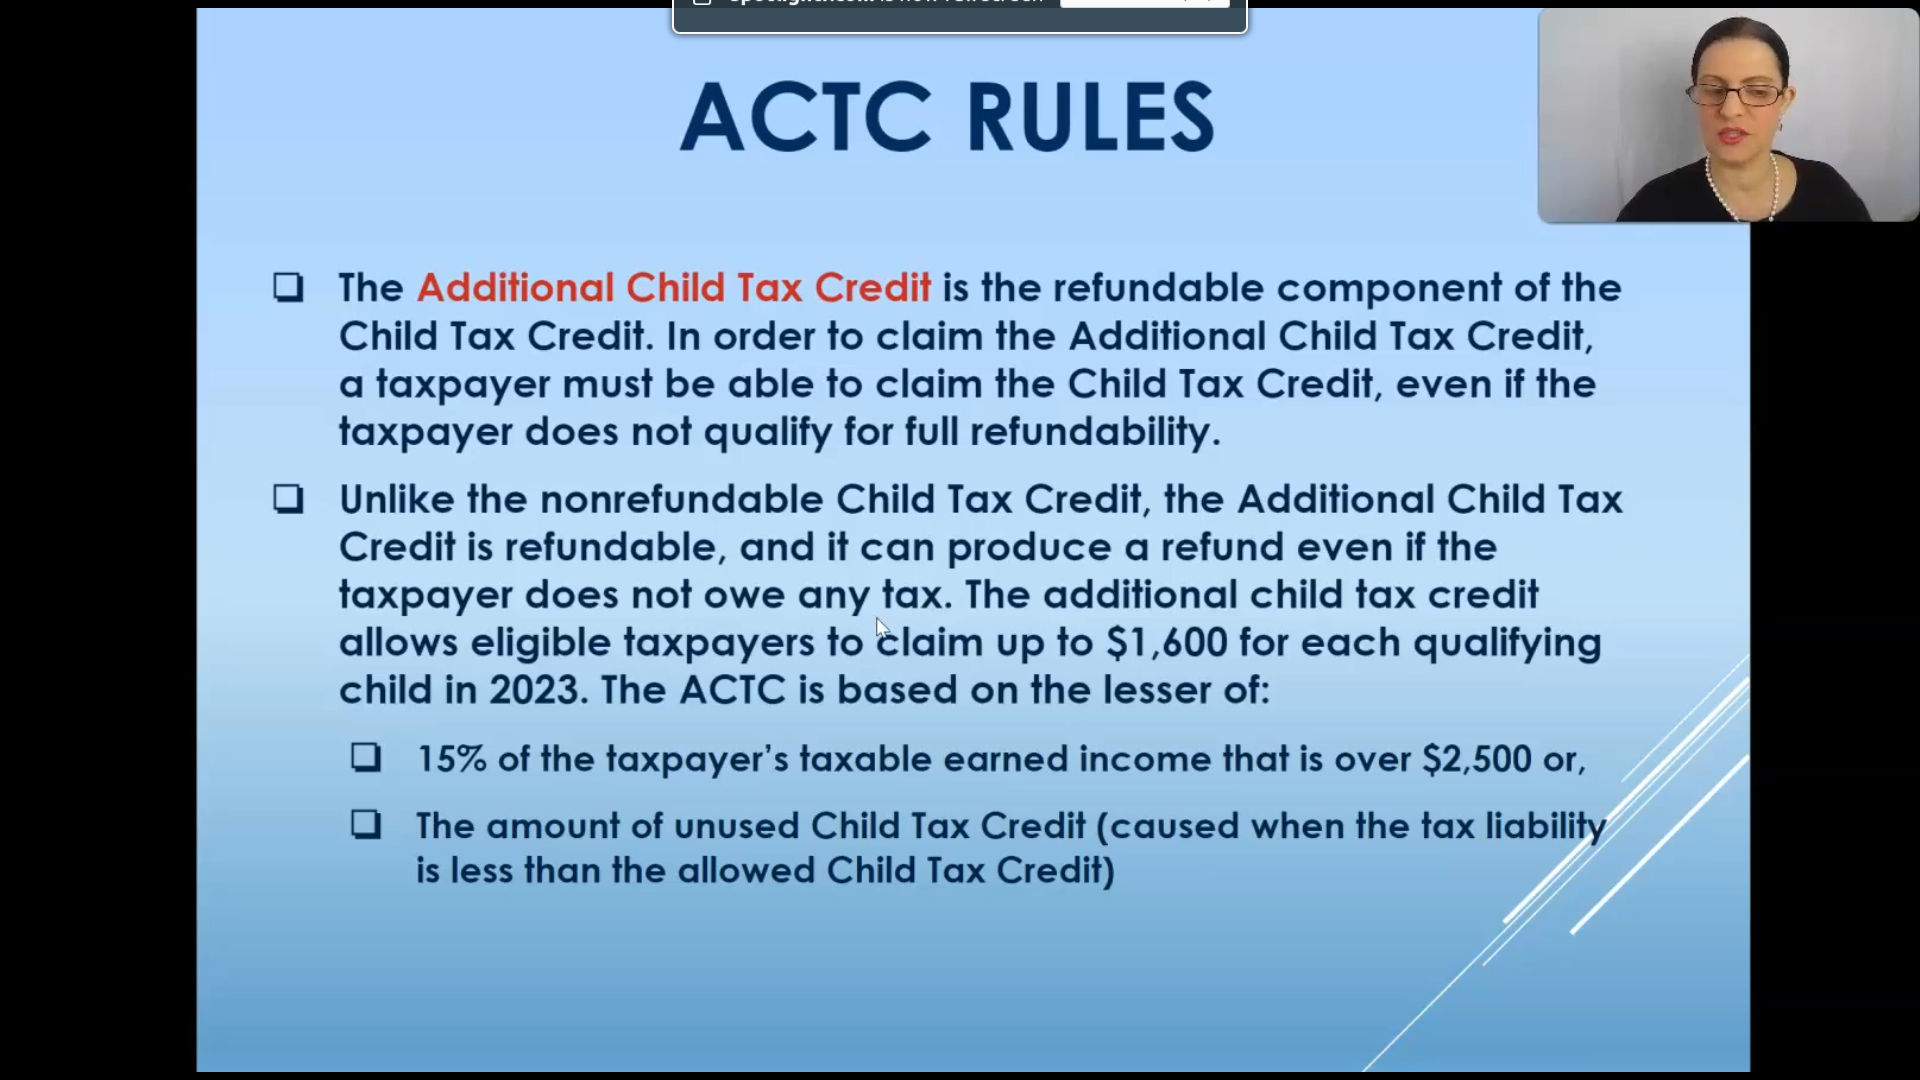 ACTC RULES
The Additional Child Tax Credit is the refundable component of the
Child Tax Credit. In order to claim the Additional Child Tax Credit,
a taxpayer must be able to claim the Child Tax Credit, even if the
taxpayer does not qualify for full refundability.
Unlike the nonrefundable Child Tax Credit, the Additional Child Tax
Credit is refundable, and it can produce a refund even if the
taxpayer does not owe any tax. The additional child tax credit
allows eligible taxpayers to claim up to $1,600 for each qualifying
child in 2023. The ACTC is based on the lesser of:
15% of the taxpayer’s taxable earned income that is over $2,500 or,
The amount of unused Child Tax Credit (caused when the tax liability
is less than the allowed Child Tax Credit)